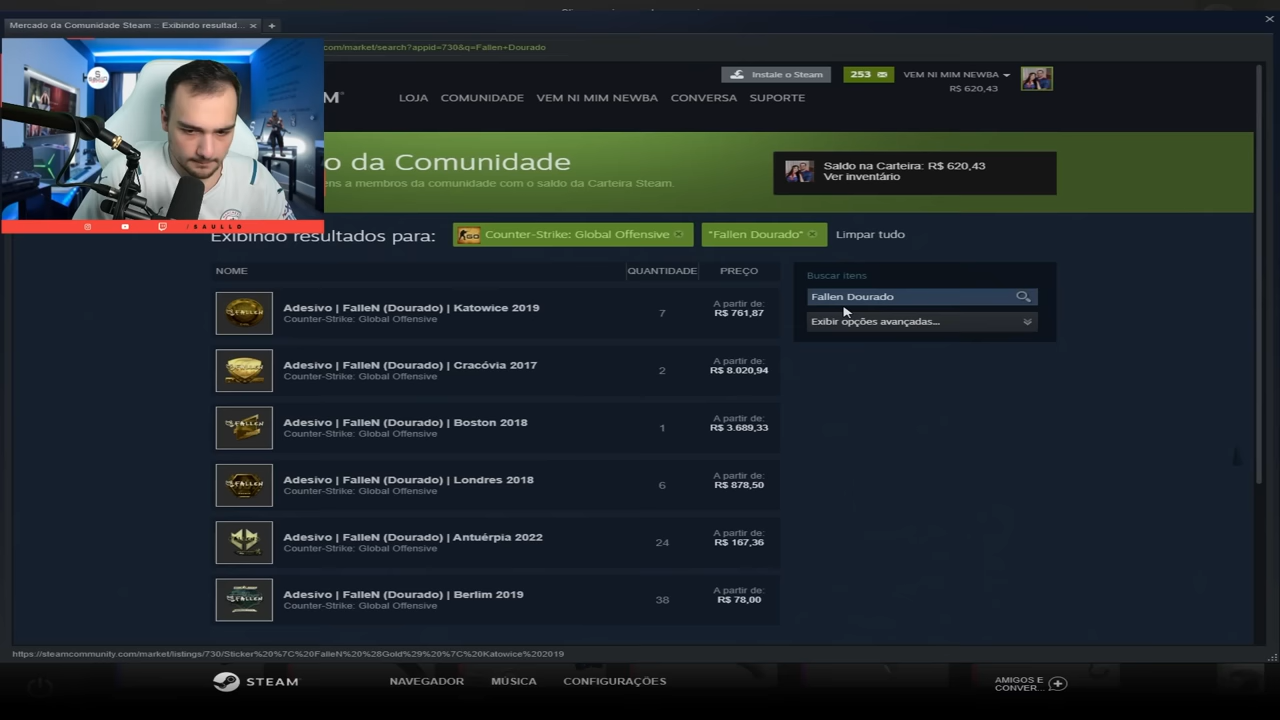 Mercado da Comunidade Steam :: Exibindo resultad...
com/market/search?appid=730&q=Fallen+Dourado
Instale o Steam
253
VEM NI MIM NEWBA
R$ 620,43
LOJA COMUNIDADE VEM NI MIM NEWBA CONVERSA SUPORTE
o da Comunidade
ens a membros da comunidade com o saldo da Carteira Steam.
Saldo na Carteira: R$ 620,43
Ver inventário
/SAULLO
Exibindo resultados para:
Counter-Strike: Global Offensive
"Fallen Dourado"
Limpar tudo
NOME QUANTIDADE PREÇO
Buscar itens
Fallen Dourado
Exibir opções avançadas...
Adesivo | FalleN (Dourado) | Katowice 2019
Counter-Strike: Global Offensive
7
A partir de:
R$ 761,87
Adesivo | FalleN (Dourado) | Cracóvia 2017
Counter-Strike: Global Offensive
2
A partir de:
R$ 8.020,94
Adesivo | FalleN (Dourado) | Boston 2018
Counter-Strike: Global Offensive
1
A partir de:
R$ 3.689,33
Adesivo | FalleN (Dourado) | Londres 2018
Counter-Strike: Global Offensive
6
A partir de:
R$ 878,50
Adesivo | FalleN (Dourado) | Antuérpia 2022
Counter-Strike: Global Offensive
24
A partir de:
R$ 167,36
Adesivo | FalleN (Dourado) | Berlim 2019
Counter-Strike: Global Offensive
38
A partir de:
R$ 78,00
https://steamcommunity.com/market/listings/730/Sticker%20%7C%20FalleN%20%28Gold%29%20%7C%20Katowice%202019
STEAM
NAVEGADOR MÚSICA CONFIGURAÇÕES
AMIGOS E
CONVER...